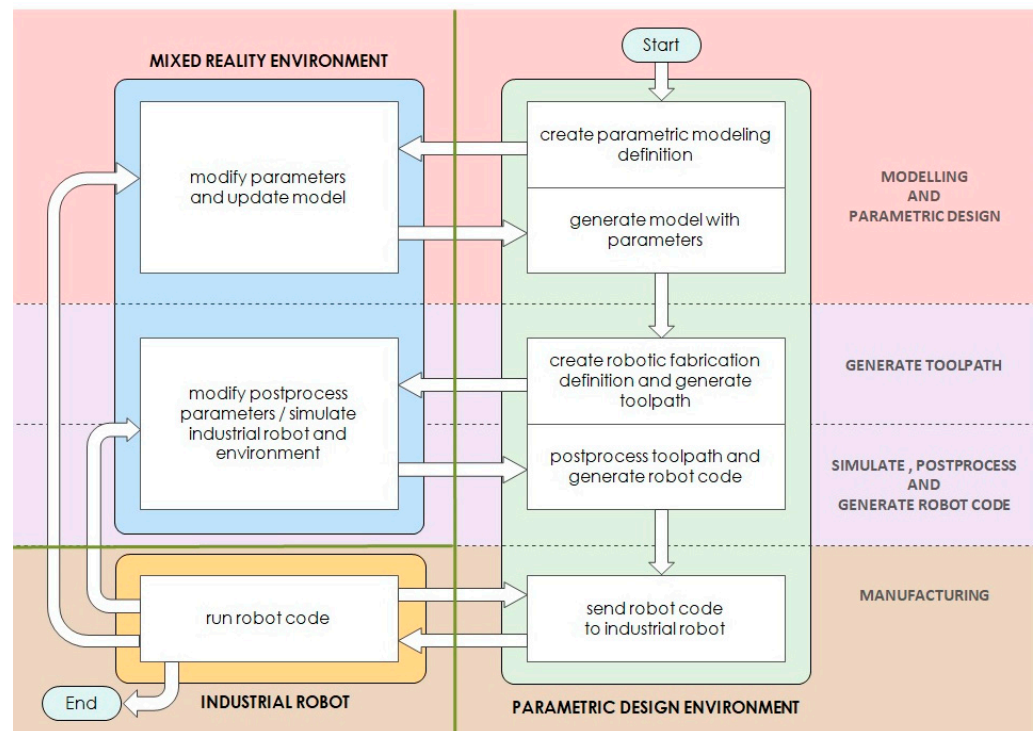 Start
MIXED REALITY ENVIRONMENT
create parametric modeling
definition
modify parameters
and update model
generate model with
parameters
MODELLING
AND
PARAMETRIC DESIGN
create robotic fabrication
definition and generate
toolpath
GENERATE TOOLPATH
modify postprocess
parameters / simulate
industrial robot and
environment
postprocess toolpath and
generate robot code
SIMULATE , POSTPROCESS
AND
GENERATE ROBOT CODE
run robot code
send robot code
to industrial robot
MANUFACTURING
End
INDUSTRIAL ROBOT
PARAMETRIC DESIGN ENVIRONMENT